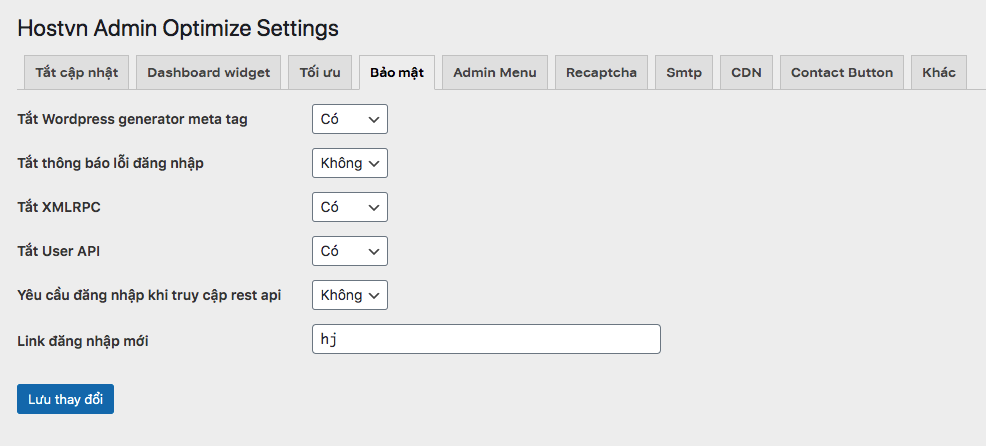 Hostvn Admin Optimize Settings
Tắt cập nhật Dashboard widget Tối ưu Bảo mật Admin Menu Recaptcha Smtp CDN Contact Button Khác
Tắt Wordpress generator meta tag Có
Tắt thông báo lỗi đăng nhập Không
Tắt XMLRPC Có
Tắt User API Có
Yêu cầu đăng nhập khi truy cập rest api Không
Link đăng nhập mới hj
Lưu thay đổi